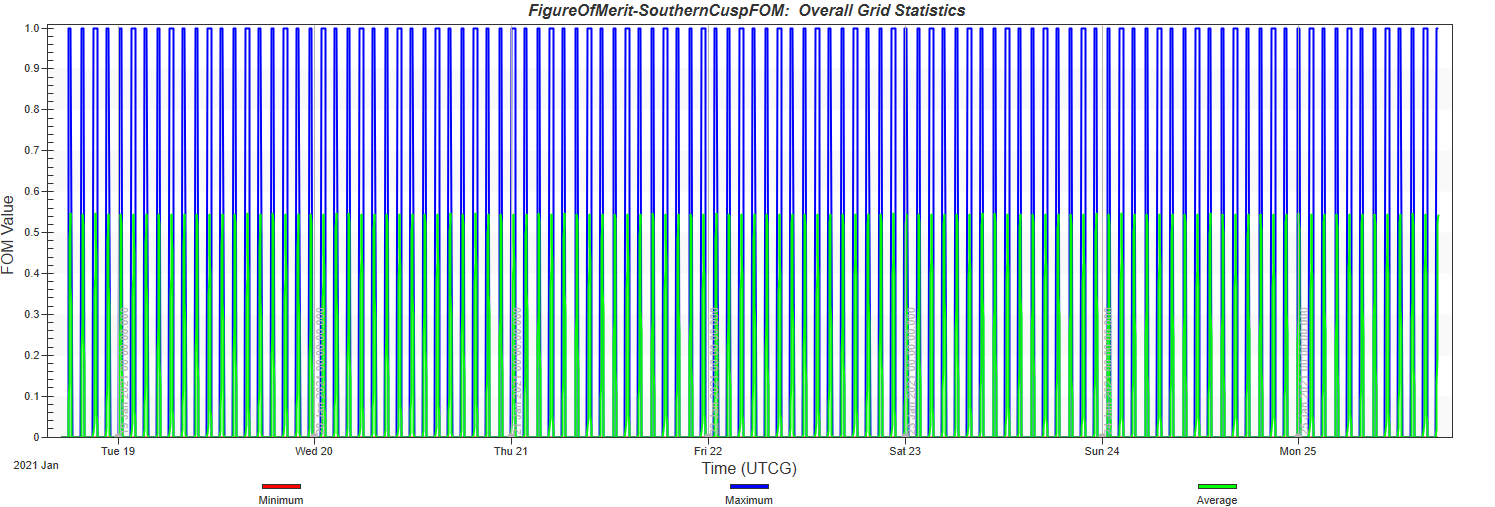 FigureOfMerit-SouthernCuspFOM:  Overall Grid Statistics
FOM Value
1.0
0.9
0.8
0.7
0.6
0.5
0.4
0.3
0.2
0.1
0
Tue 19
Wed 20
Thu 21
Fri 22
Sat 23
Sun 24
Mon 25
2021 Jan
Time (UTCG)
Minimum
Maximum
Average